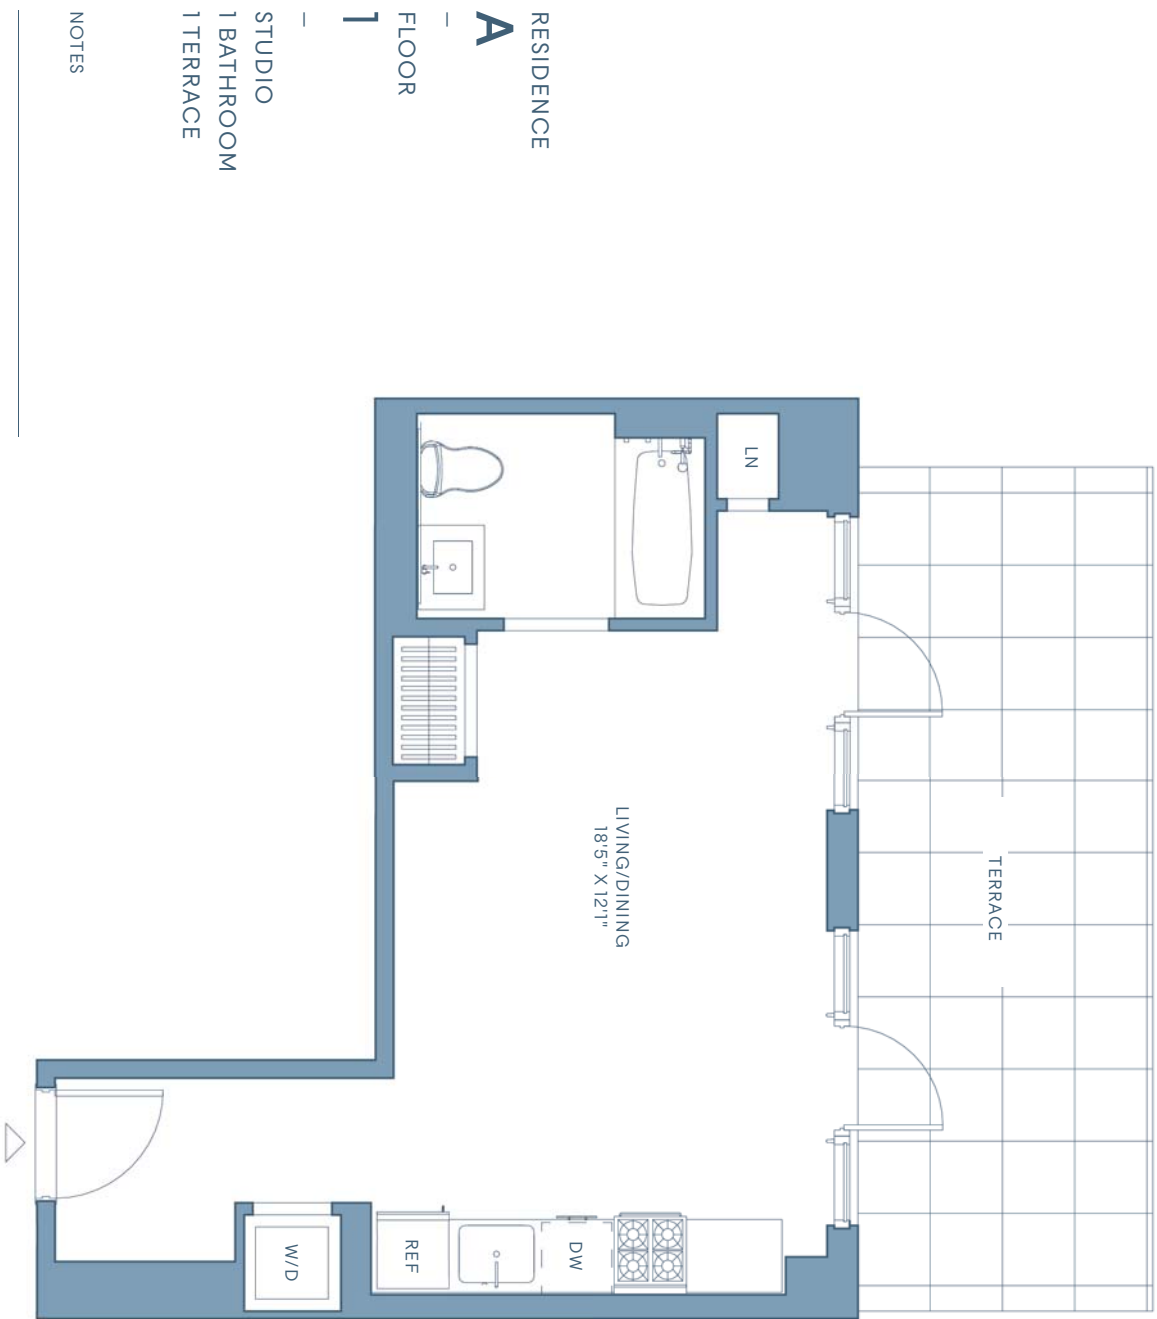 RESIDENCE
A
–
FLOOR
1
–
STUDIO
1 BATHROOM
1 TERRACE
NOTES
LN
TERRACE
LIVING/DINING
18'5" X 12'1"
DW
REF
W/D